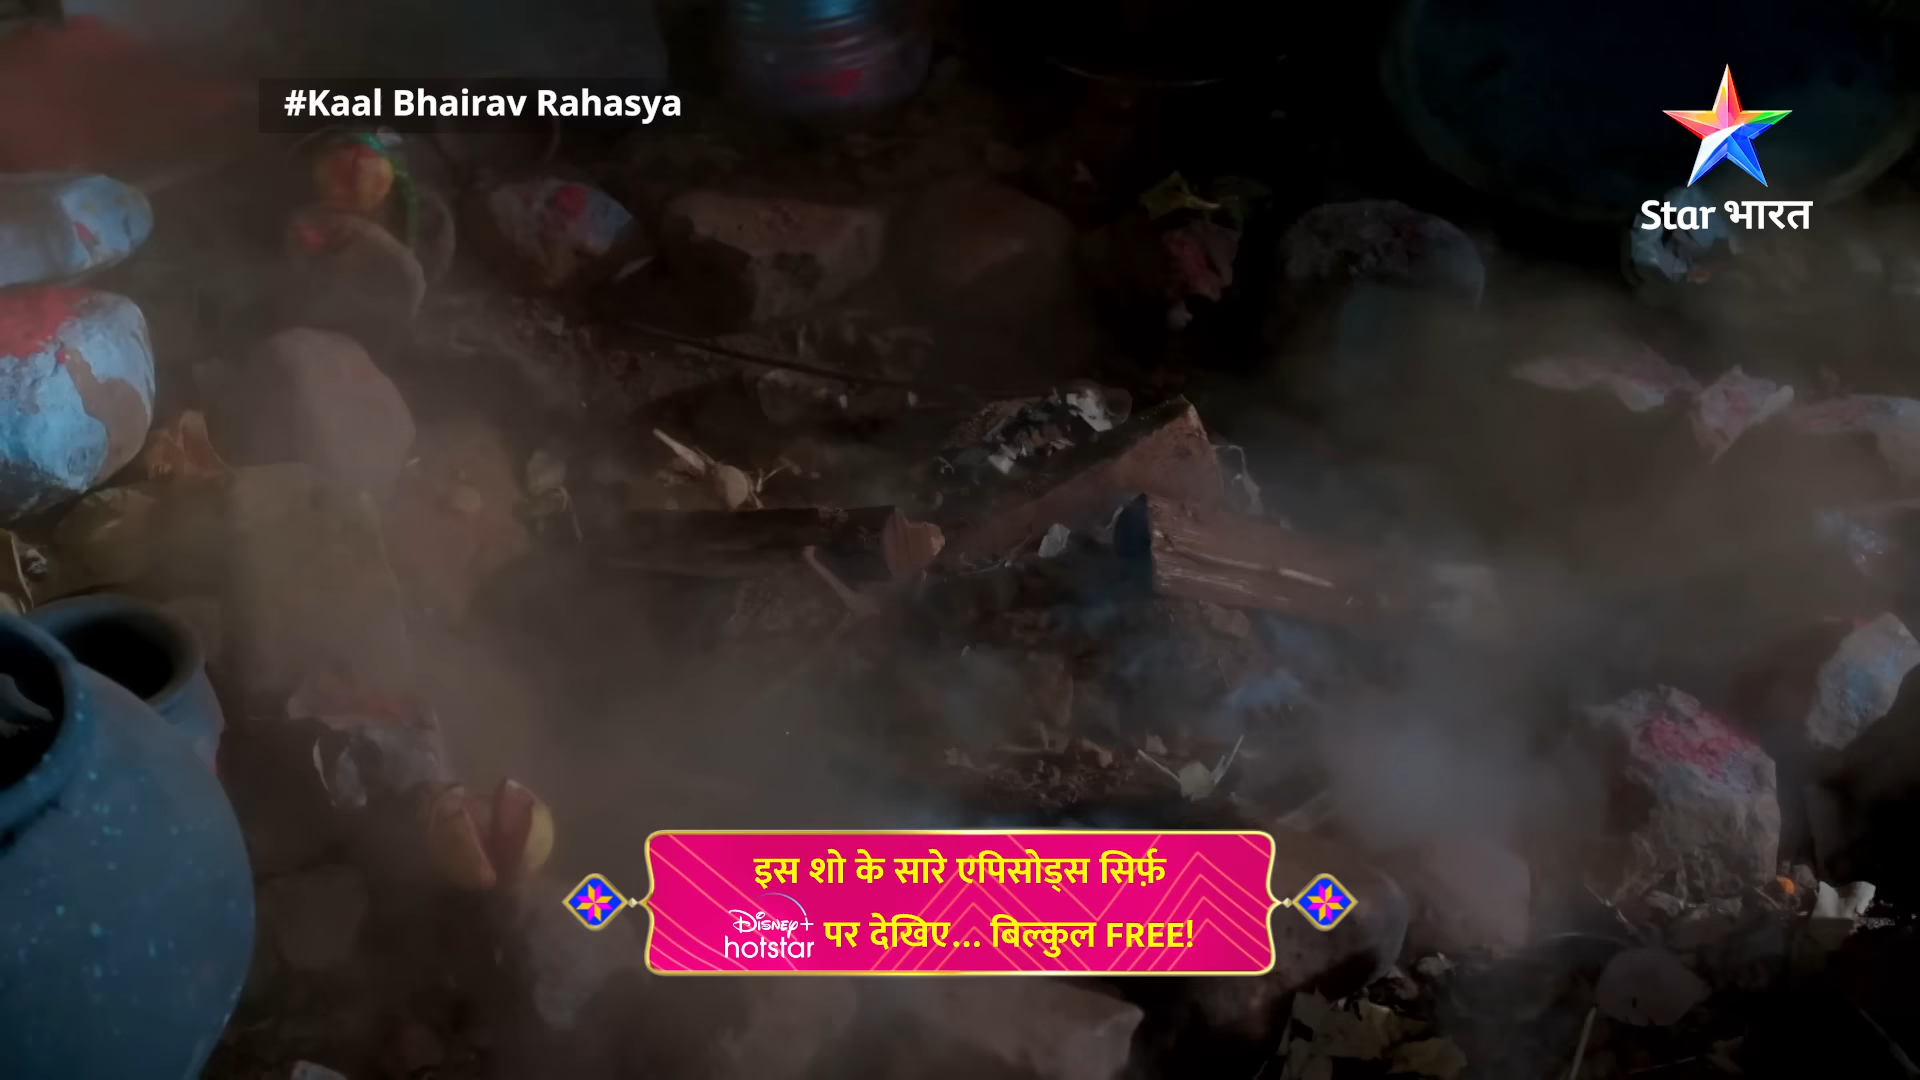 #Kaal Bhairav Rahasya
Star भारत
इस शो के सारे एपिसोड्स सिर्फ़
Disney+ hotstar पर देखिए... बिल्कुल FREE!